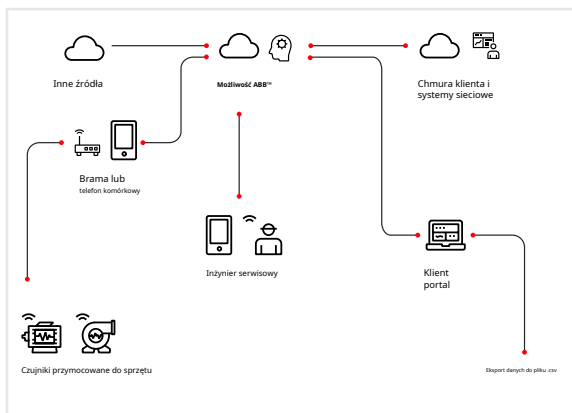 Inne źródła
Możliwość ABB™
Chmura klienta i
systemy sieciowe
Brama lub
telefon komórkowy
Inżynier serwisowy
Klient
portal
Czujniki przymocowane do sprzętu
Eksport danych do pliku .csv